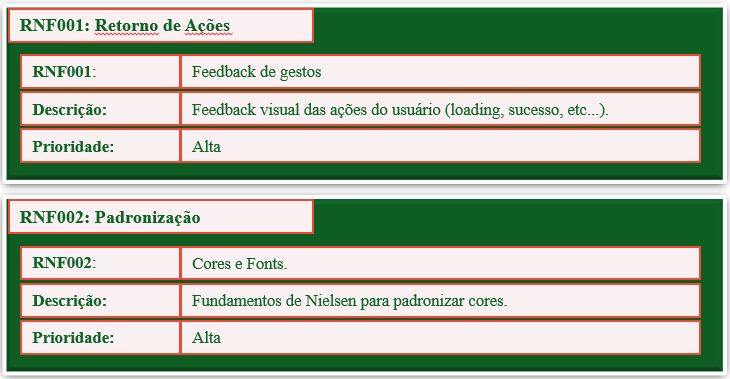 RNF001: Retorno de Ações
RNF001: Feedback de gestos
Descrição: Feedback visual das ações do usuário (loading, sucesso, etc...).
Prioridade: Alta
RNF002: Padronização
RNF002: Cores e Fonts.
Descrição: Fundamentos de Nielsen para padronizar cores.
Prioridade: Alta